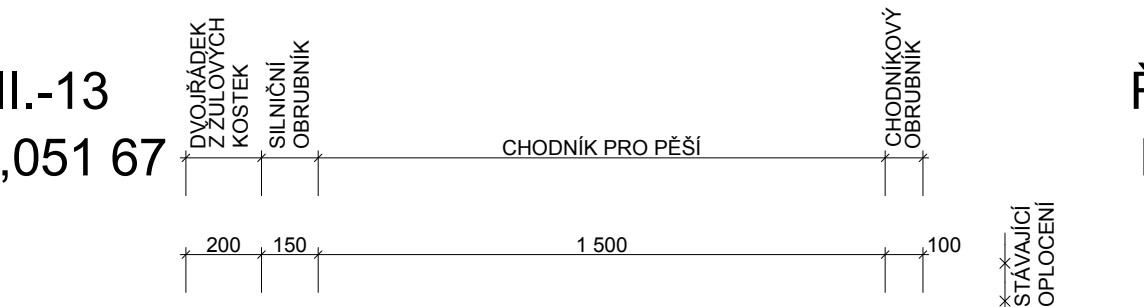 II.-13
,051 67
DVOJŘÁDEK
Z ŽULOVÝCH
KOSTEK
SILNIČNÍ
OBRUBNÍK
CHODNÍK PRO PĚŠÍ
CHODNÍKOVÝ
OBRUBNÍK
200
150
1 500
100
STÁVAJÍCÍ
OPLOCENÍ